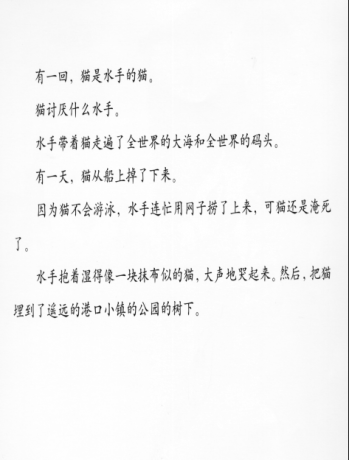 有一回，猫是水手的猫。
猫讨厌什么水手。
水手带着猫走遍了全世界的大海和全世界的码头。
有一天，猫从船上掉了下来。
因为猫不会游泳，水手连忙用网子捞了上来，可猫还是淹死
了。
水手抱着湿得像一块抹布似的猫，大声地哭起来。然后，把猫
埋到了遥远的港口小镇的公园的树下。